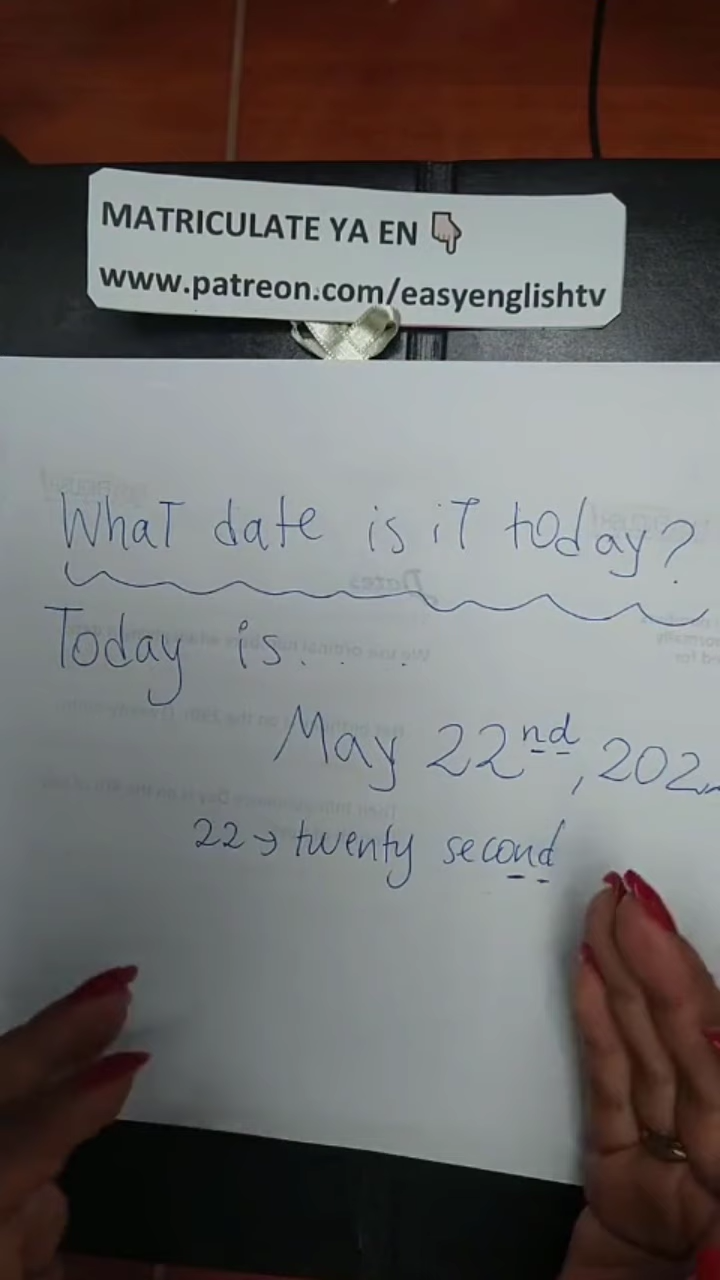 MATRICULATE YA EN
www.patreon.com/easyenglishtv
What date is it today?
Today is....
May 22nd, 202
22 → twenty second